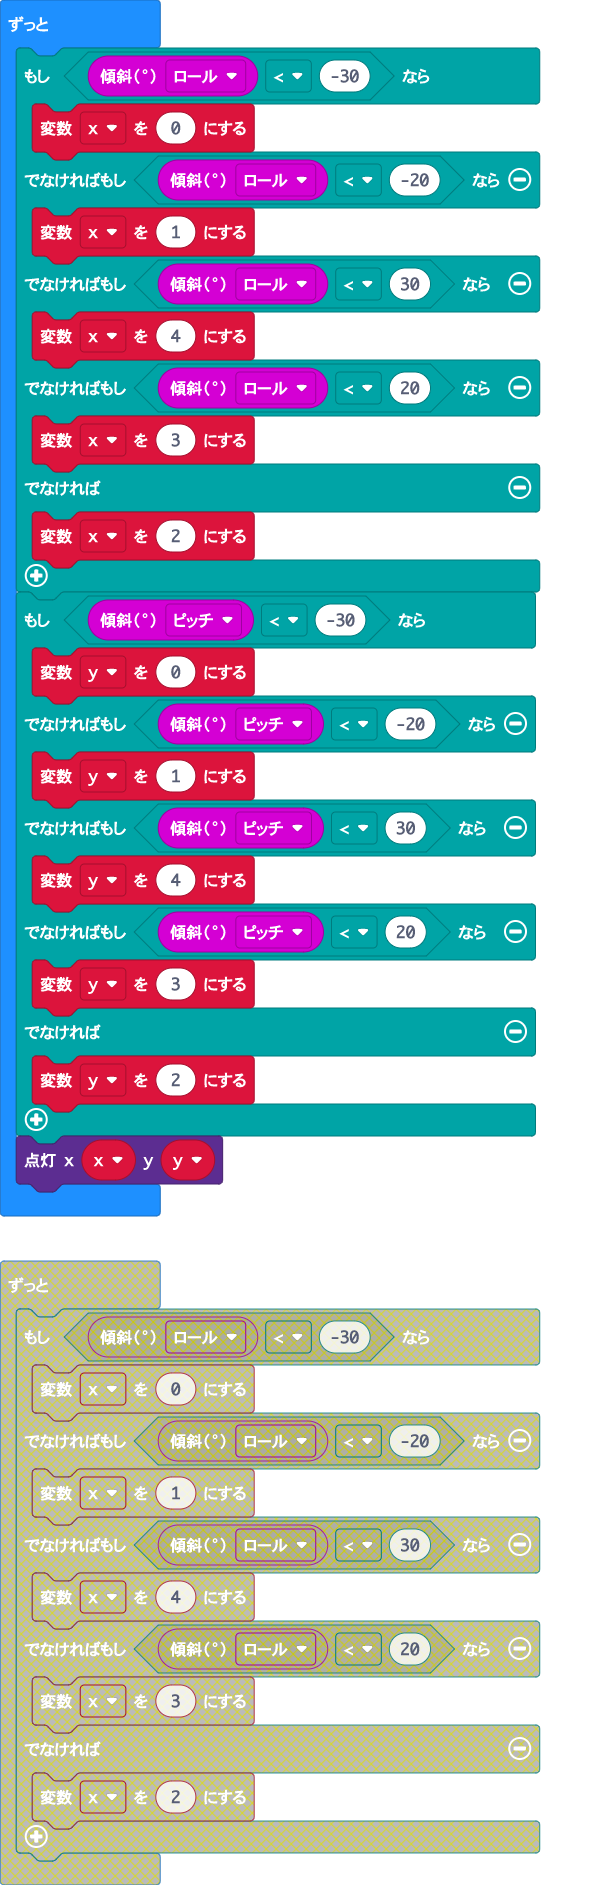 ずっと
もし 傾斜(°) ロール < -30 なら
変数 x を 0 にする
でなければもし 傾斜(°) ロール < -20 なら
変数 x を 1 にする
でなければもし 傾斜(°) ロール < 30 なら
変数 x を 4 にする
でなければもし 傾斜(°) ロール < 20 なら
変数 x を 3 にする
でなければ
変数 x を 2 にする
もし 傾斜(°) ピッチ < -30 なら
変数 y を 0 にする
でなければもし 傾斜(°) ピッチ < -20 なら
変数 y を 1 にする
でなければもし 傾斜(°) ピッチ < 30 なら
変数 y を 4 にする
でなければもし 傾斜(°) ピッチ < 20 なら
変数 y を 3 にする
でなければ
変数 y を 2 にする
点灯 x x y y
ずっと
もし 傾斜(°) ロール < -30 なら
変数 x を 0 にする
でなければもし 傾斜(°) ロール < -20 なら
変数 x を 1 にする
でなければもし 傾斜(°) ロール < 30 なら
変数 x を 4 にする
でなければもし 傾斜(°) ロール < 20 なら
変数 x を 3 にする
でなければ
変数 x を 2 にする